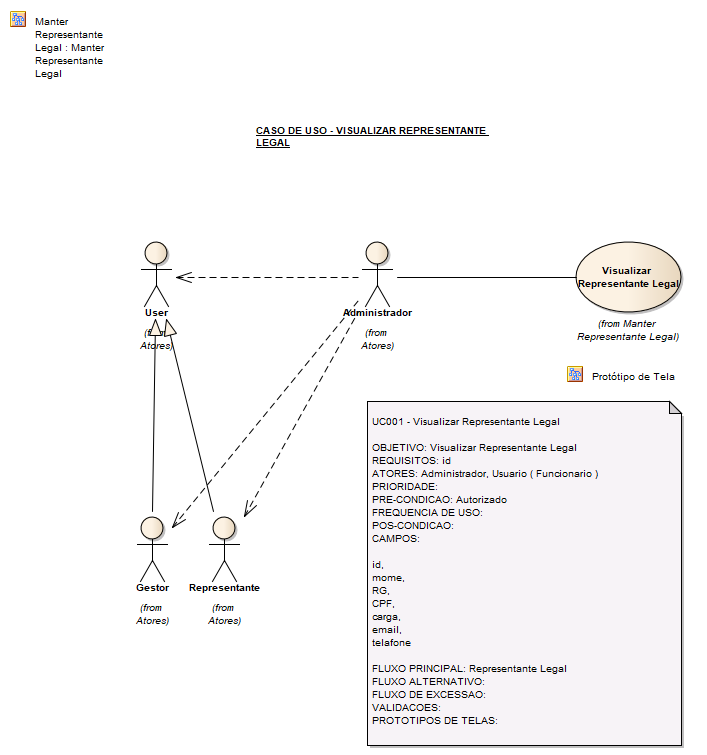 Manter
Representante
Legal : Manter
Representante
Legal
CASO DE USO - VISUALIZAR REPRESENTANTE
LEGAL
User
(from
Atores)
Administrador
(from
Atores)
Visualizar
Representante Legal
(from Manter
Representante Legal)
Protótipo de Tela
UC001 - Visualizar Representante Legal
OBJETIVO: Visualizar Representante Legal
REQUISITOS: id
ATORES: Administrador, Usuario ( Funcionario )
PRIORIDADE:
PRE-CONDICAO: Autorizado
FREQUENCIA DE USO:
POS-CONDICAO:
CAMPOS:
id,
mome,
RG,
CPF,
carga,
email,
telafone
FLUXO PRINCIPAL: Representante Legal
FLUXO ALTERNATIVO:
FLUXO DE EXCESSAO:
VALIDACOES:
PROTOTIPOS DE TELAS:
Gestor
(from
Atores)
Representante
(from
Atores)